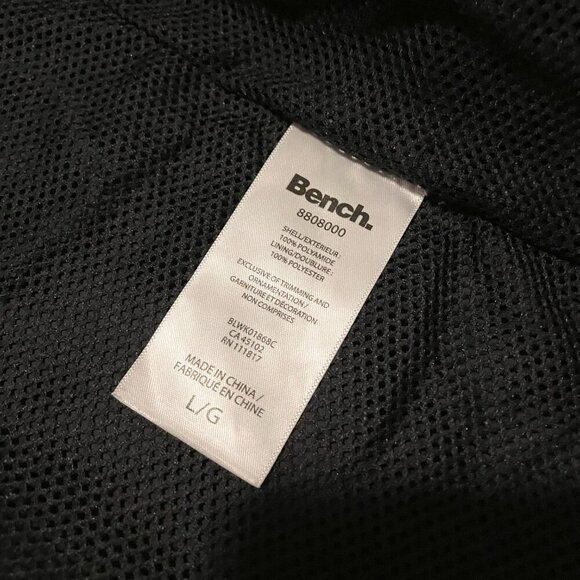 Bench.
8808000
SHELL/EXTÉRIEUR:
100% POLYAMIDE
LINING/DOUBLURE:
100% POLYESTER
EXCLUSIVE OF TRIMMING AND
ORNAMENTATION/
GARNITURE ET DÉCORATION
NON COMPRISES
BLWK01868C
CA 45102
RN 111817
MADE IN CHINA /
FABRIQUÉ EN CHINE
L/G